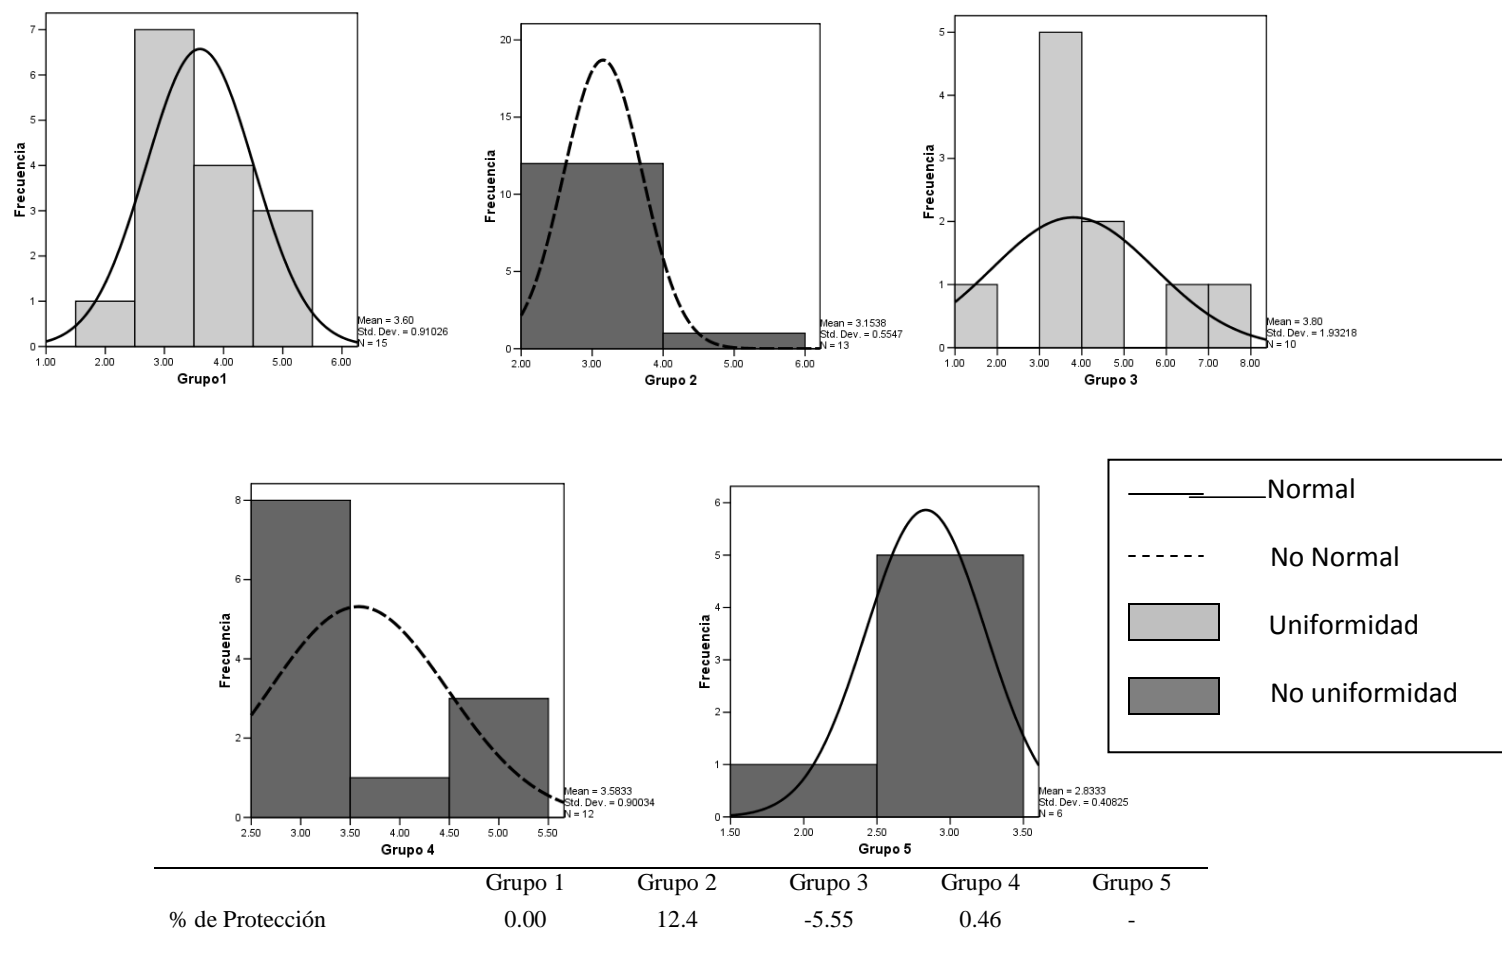 7
6
5
4
3
2
1
0
Frecuencia
1.00 2.00 3.00 4.00 5.00 6.00
Grupo1
Mean = 3.60
Std. Dev. = 0.91026
N = 15
20
15
10
5
0
Frecuencia
2.00 3.00 4.00 5.00 6.00
Grupo 2
Mean = 3.1538
Std. Dev. = 0.5547
N = 13
5
4
3
2
1
0
Frecuencia
1.00 2.00 3.00 4.00 5.00 6.00 7.00 8.00
Grupo 3
Mean = 3.80
Std. Dev. = 1.93218
N = 10
8
6
4
2
0
Frecuencia
2.50 3.00 3.50 4.00 4.50 5.00 5.50
Grupo 4
Mean = 3.5833
Std. Dev. = 0.90034
N = 12
6
5
4
3
2
1
0
Frecuencia
1.50 2.00 2.50 3.00 3.50
Grupo 5
Mean = 2.8333
Std. Dev. = 0.40825
N = 6
Normal
No Normal
Uniformidad
No uniformidad
Grupo 1 Grupo 2 Grupo 3 Grupo 4 Grupo 5
% de Protección 0.00 12.4 -5.55 0.46 -